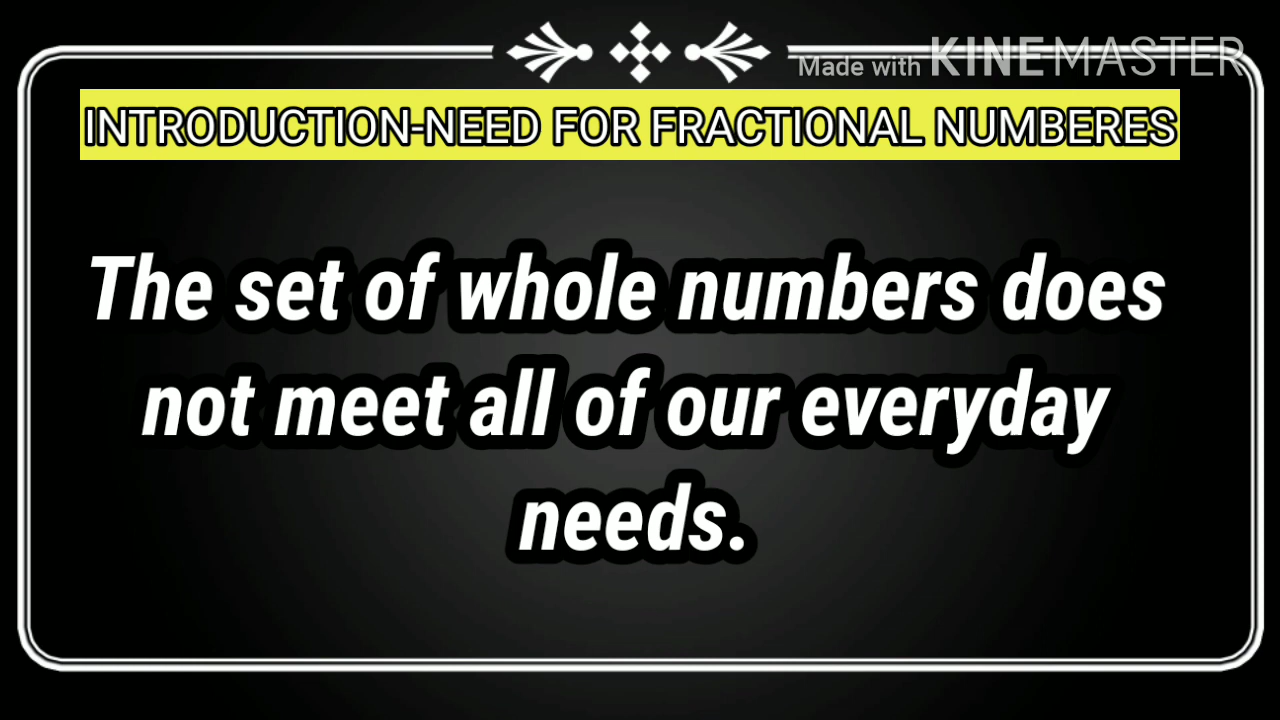 Made with KINEMASTER
INTRODUCTION-NEED FOR FRACTIONAL NUMBERES
The set of whole numbers does
not meet all of our everyday
needs.